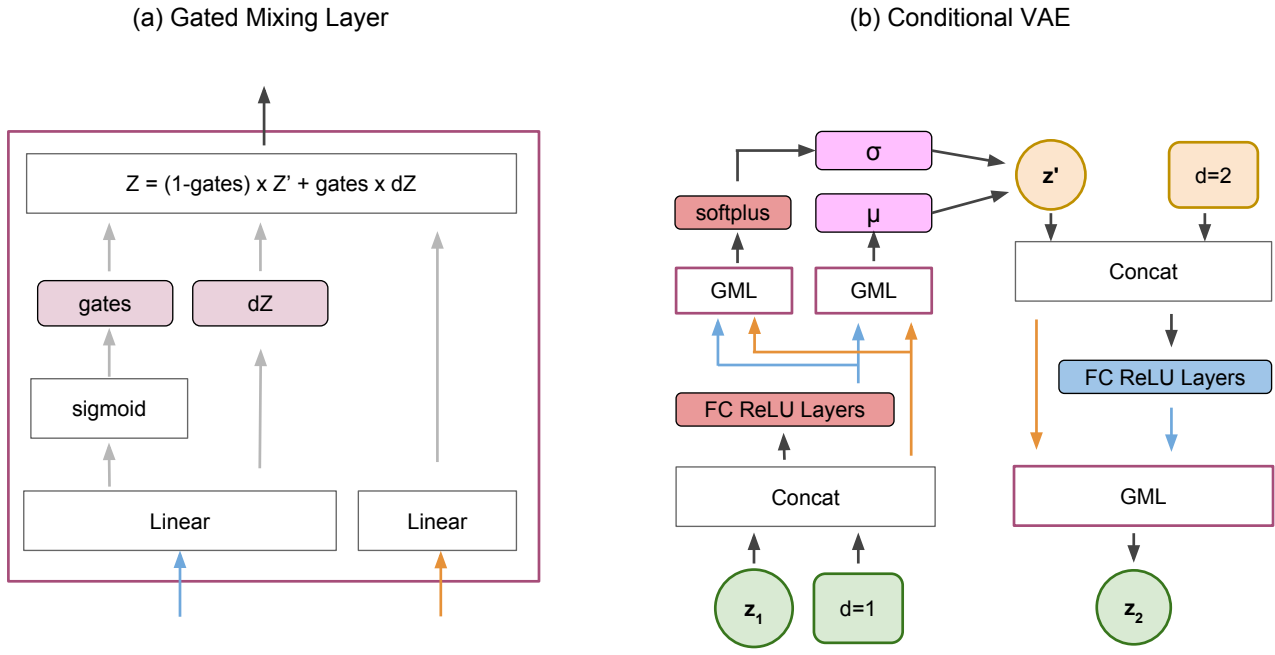 (a) Gated Mixing Layer
Z = (1-gates) x Z’ + gates x dZ
gates
dZ
sigmoid
Linear
Linear
(b) Conditional VAE
σ
softplus
μ
GML
GML
FC ReLU Layers
Concat
z1
d=1
z'
d=2
Concat
FC ReLU Layers
GML
z2